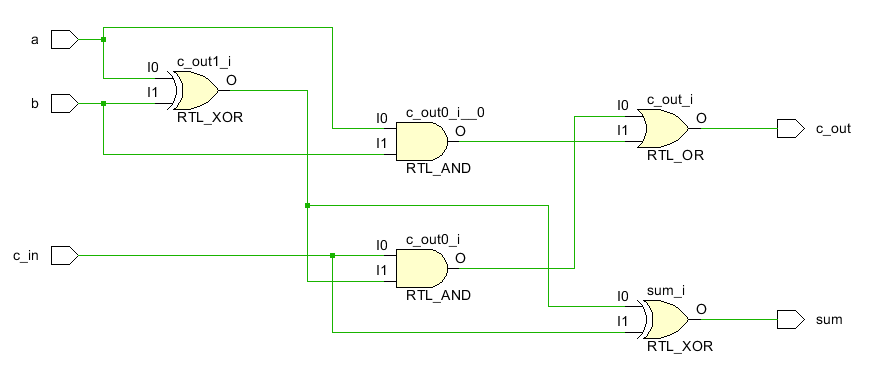 a
I0
c_out1_i
O
b
I1
RTL_XOR
I0
c_out0_i__0
O
I1
RTL_AND
I0
c_out_i
O
c_out
I1
RTL_OR
c_in
I0
c_out0_i
O
I1
RTL_AND
I0
sum_i
O
sum
I1
RTL_XOR